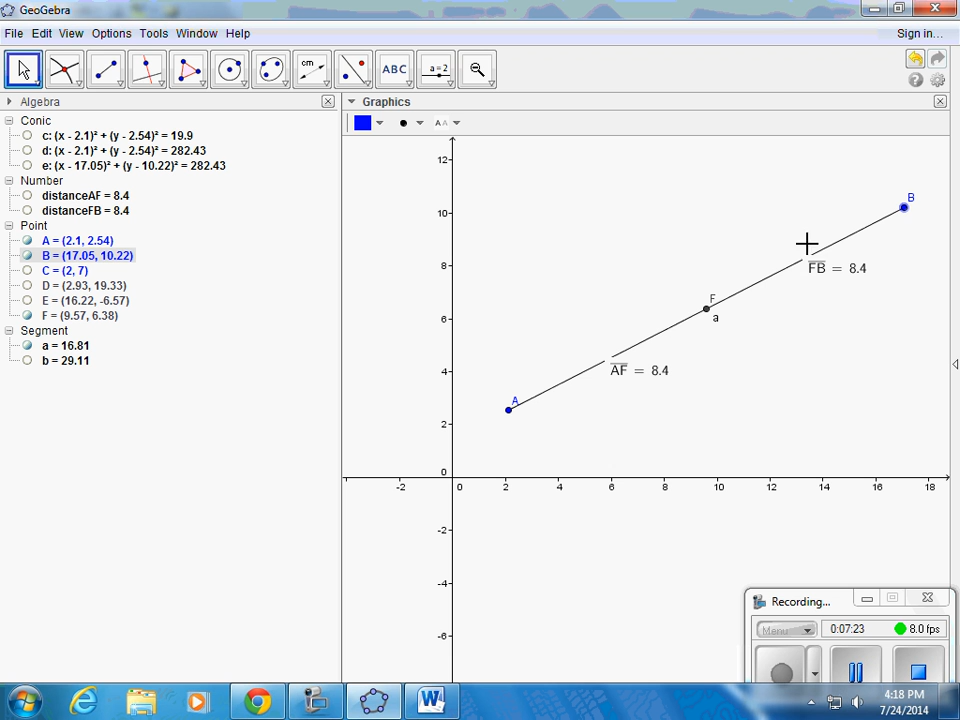 GeoGebra
File Edit View Options Tools Window Help Sign in...
cm ABC a=2
Algebra
Graphics
Conic
c: (x - 2.1)² + (y - 2.54)² = 19.9
d: (x - 2.1)² + (y - 2.54)² = 282.43
e: (x - 17.05)² + (y - 10.22)² = 282.43
Number
distanceAF = 8.4
distanceFB = 8.4
Point
A = (2.1, 2.54)
B = (17.05, 10.22)
C = (2, 7)
D = (2.93, 19.33)
E = (16.22, -6.57)
F = (9.57, 6.38)
Segment
a = 16.81
b = 29.11
A A
12
10
8
6
4
2
0
-2
-4
-6
-2 0 2 4 6 8 10 12 14 16 18
B
FB = 8.4
F
a
AF = 8.4
A
Recording...
Menu 0:07:23 8.0 fps
W
4:18 PM
7/24/2014